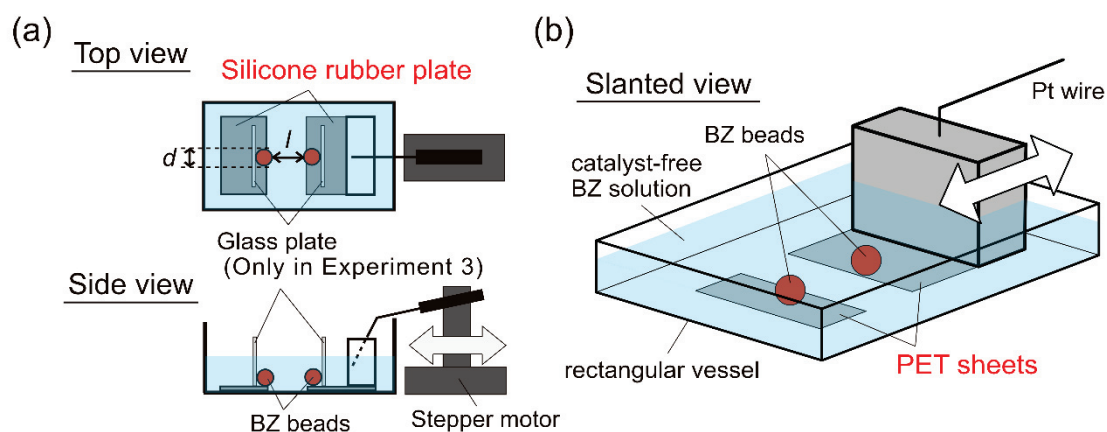 (a)
Top view
Silicone rubber plate
d
l
Glass plate
(Only in Experiment 3)
Side view
BZ beads
Stepper motor
(b)
Slanted view
Pt wire
BZ beads
catalyst-free
BZ solution
rectangular vessel
PET sheets